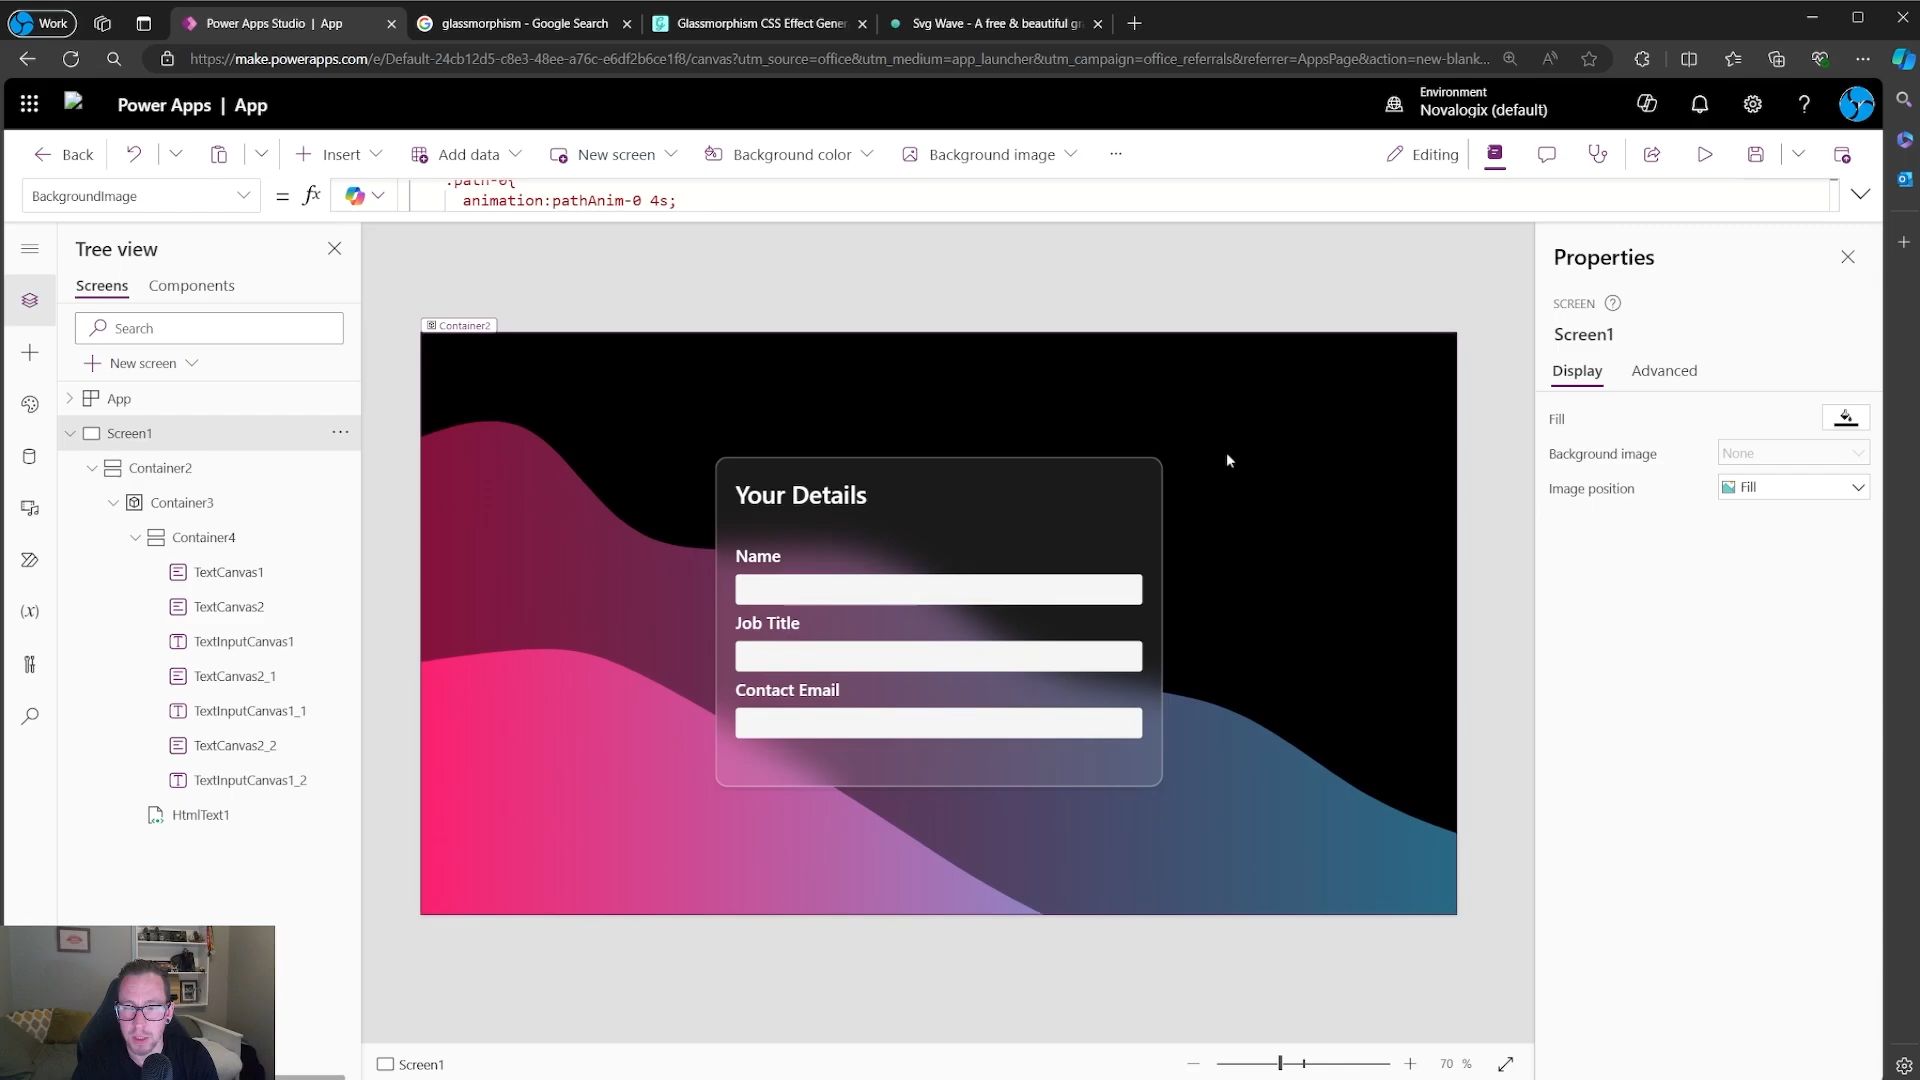 Work
Power Apps Studio | App
glassmorphism - Google Search
Glassmorphism CSS Effect Gener
Svg Wave - A free & beautiful gr
https://make.powerapps.com/e/Default-24cb12d5-c8e3-48ee-a76c-e6df2b6ce1f8/canvas?utm_source=office&utm_medium=app_launcher&utm_campaign=office_referrals&referrer=AppsPage&action=new-blank...
Power Apps | App
Environment
Novalogix (default)
Back
Insert
Add data
New screen
Background color
Background image
...
Editing
BackgroundImage
= fx
.path-0{
animation:pathAnim-0 4s;
Tree view
Screens
Components
Search
New screen
App
Screen1
Container2
Container3
Container4
TextCanvas1
TextCanvas2
TextInputCanvas1
TextCanvas2_1
TextInputCanvas1_1
TextCanvas2_2
TextInputCanvas1_2
HtmlText1
Container2
Your Details
Name
Job Title
Contact Email
Properties
SCREEN
Screen1
Display
Advanced
Fill
Background image
None
Image position
Fill
Screen1
70 %